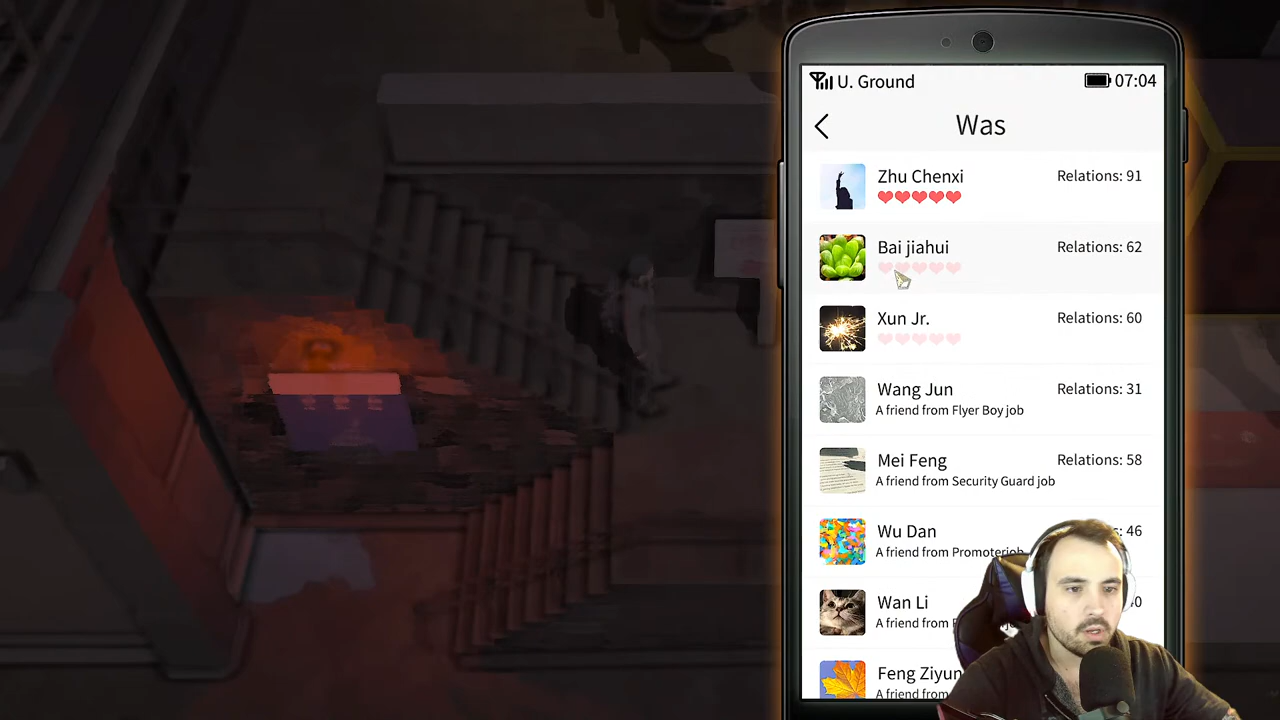 U. Ground
07:04
Was
Zhu Chenxi
Relations: 91
Bai jiahui
Relations: 62
Xun Jr.
Relations: 60
Wang Jun
Relations: 31
A friend from Flyer Boy job
Mei Feng
Relations: 58
A friend from Security Guard job
Wu Dan
46
A friend from Promoterjob
Wan Li
A friend from
Feng Ziyun
A friend from